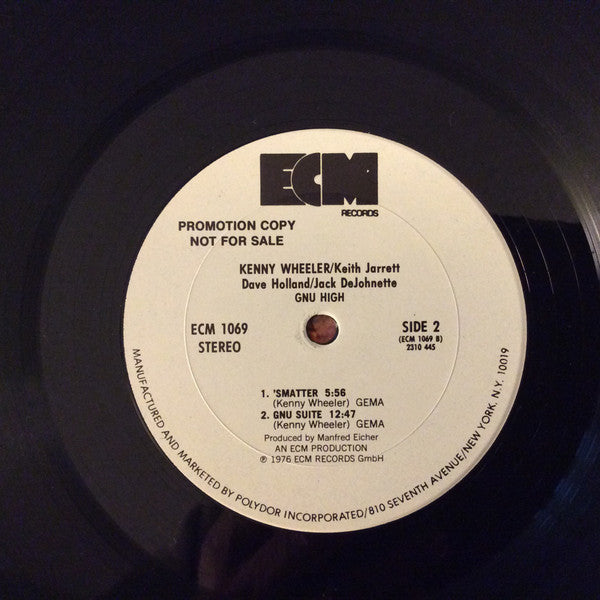 ECM
RECORDS
PROMOTION COPY
NOT FOR SALE
KENNY WHEELER/Keith Jarrett
Dave Holland/Jack DeJohnette
GNU HIGH
ECM 1069
STEREO
SIDE 2
(ECM 1069 B)
2310 445
1. 'SMATTER 5:56
(Kenny Wheeler) GEMA
2. GNU SUITE 12:47
(Kenny Wheeler) GEMA
Produced by Manfred Eicher
AN ECM PRODUCTION
℗ 1976 ECM RECORDS GmbH
MANUFACTURED AND MARKETED BY POLYDOR INCORPORATED/810 SEVENTH AVENUE/NEW YORK, N.Y. 10019